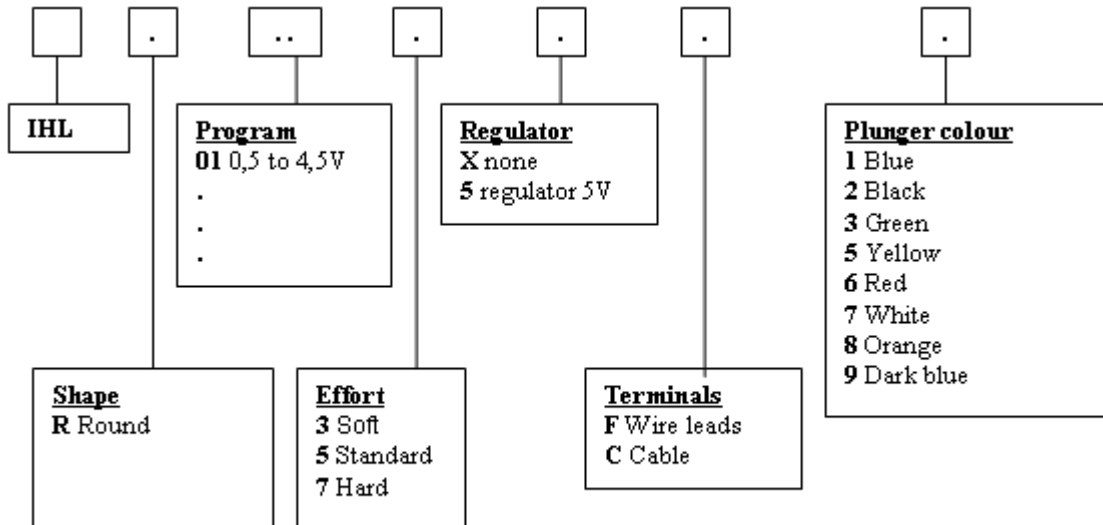 . .. . . . .
IHL
Program
01 0,5 to 4,5V
.
.
.
Regulator
X none
5 regulator 5V
Plunger colour
1 Blue
2 Black
3 Green
5 Yellow
6 Red
7 White
8 Orange
9 Dark blue
Shape
R Round
Effort
3 Soft
5 Standard
7 Hard
Terminals
F Wire leads
C Cable